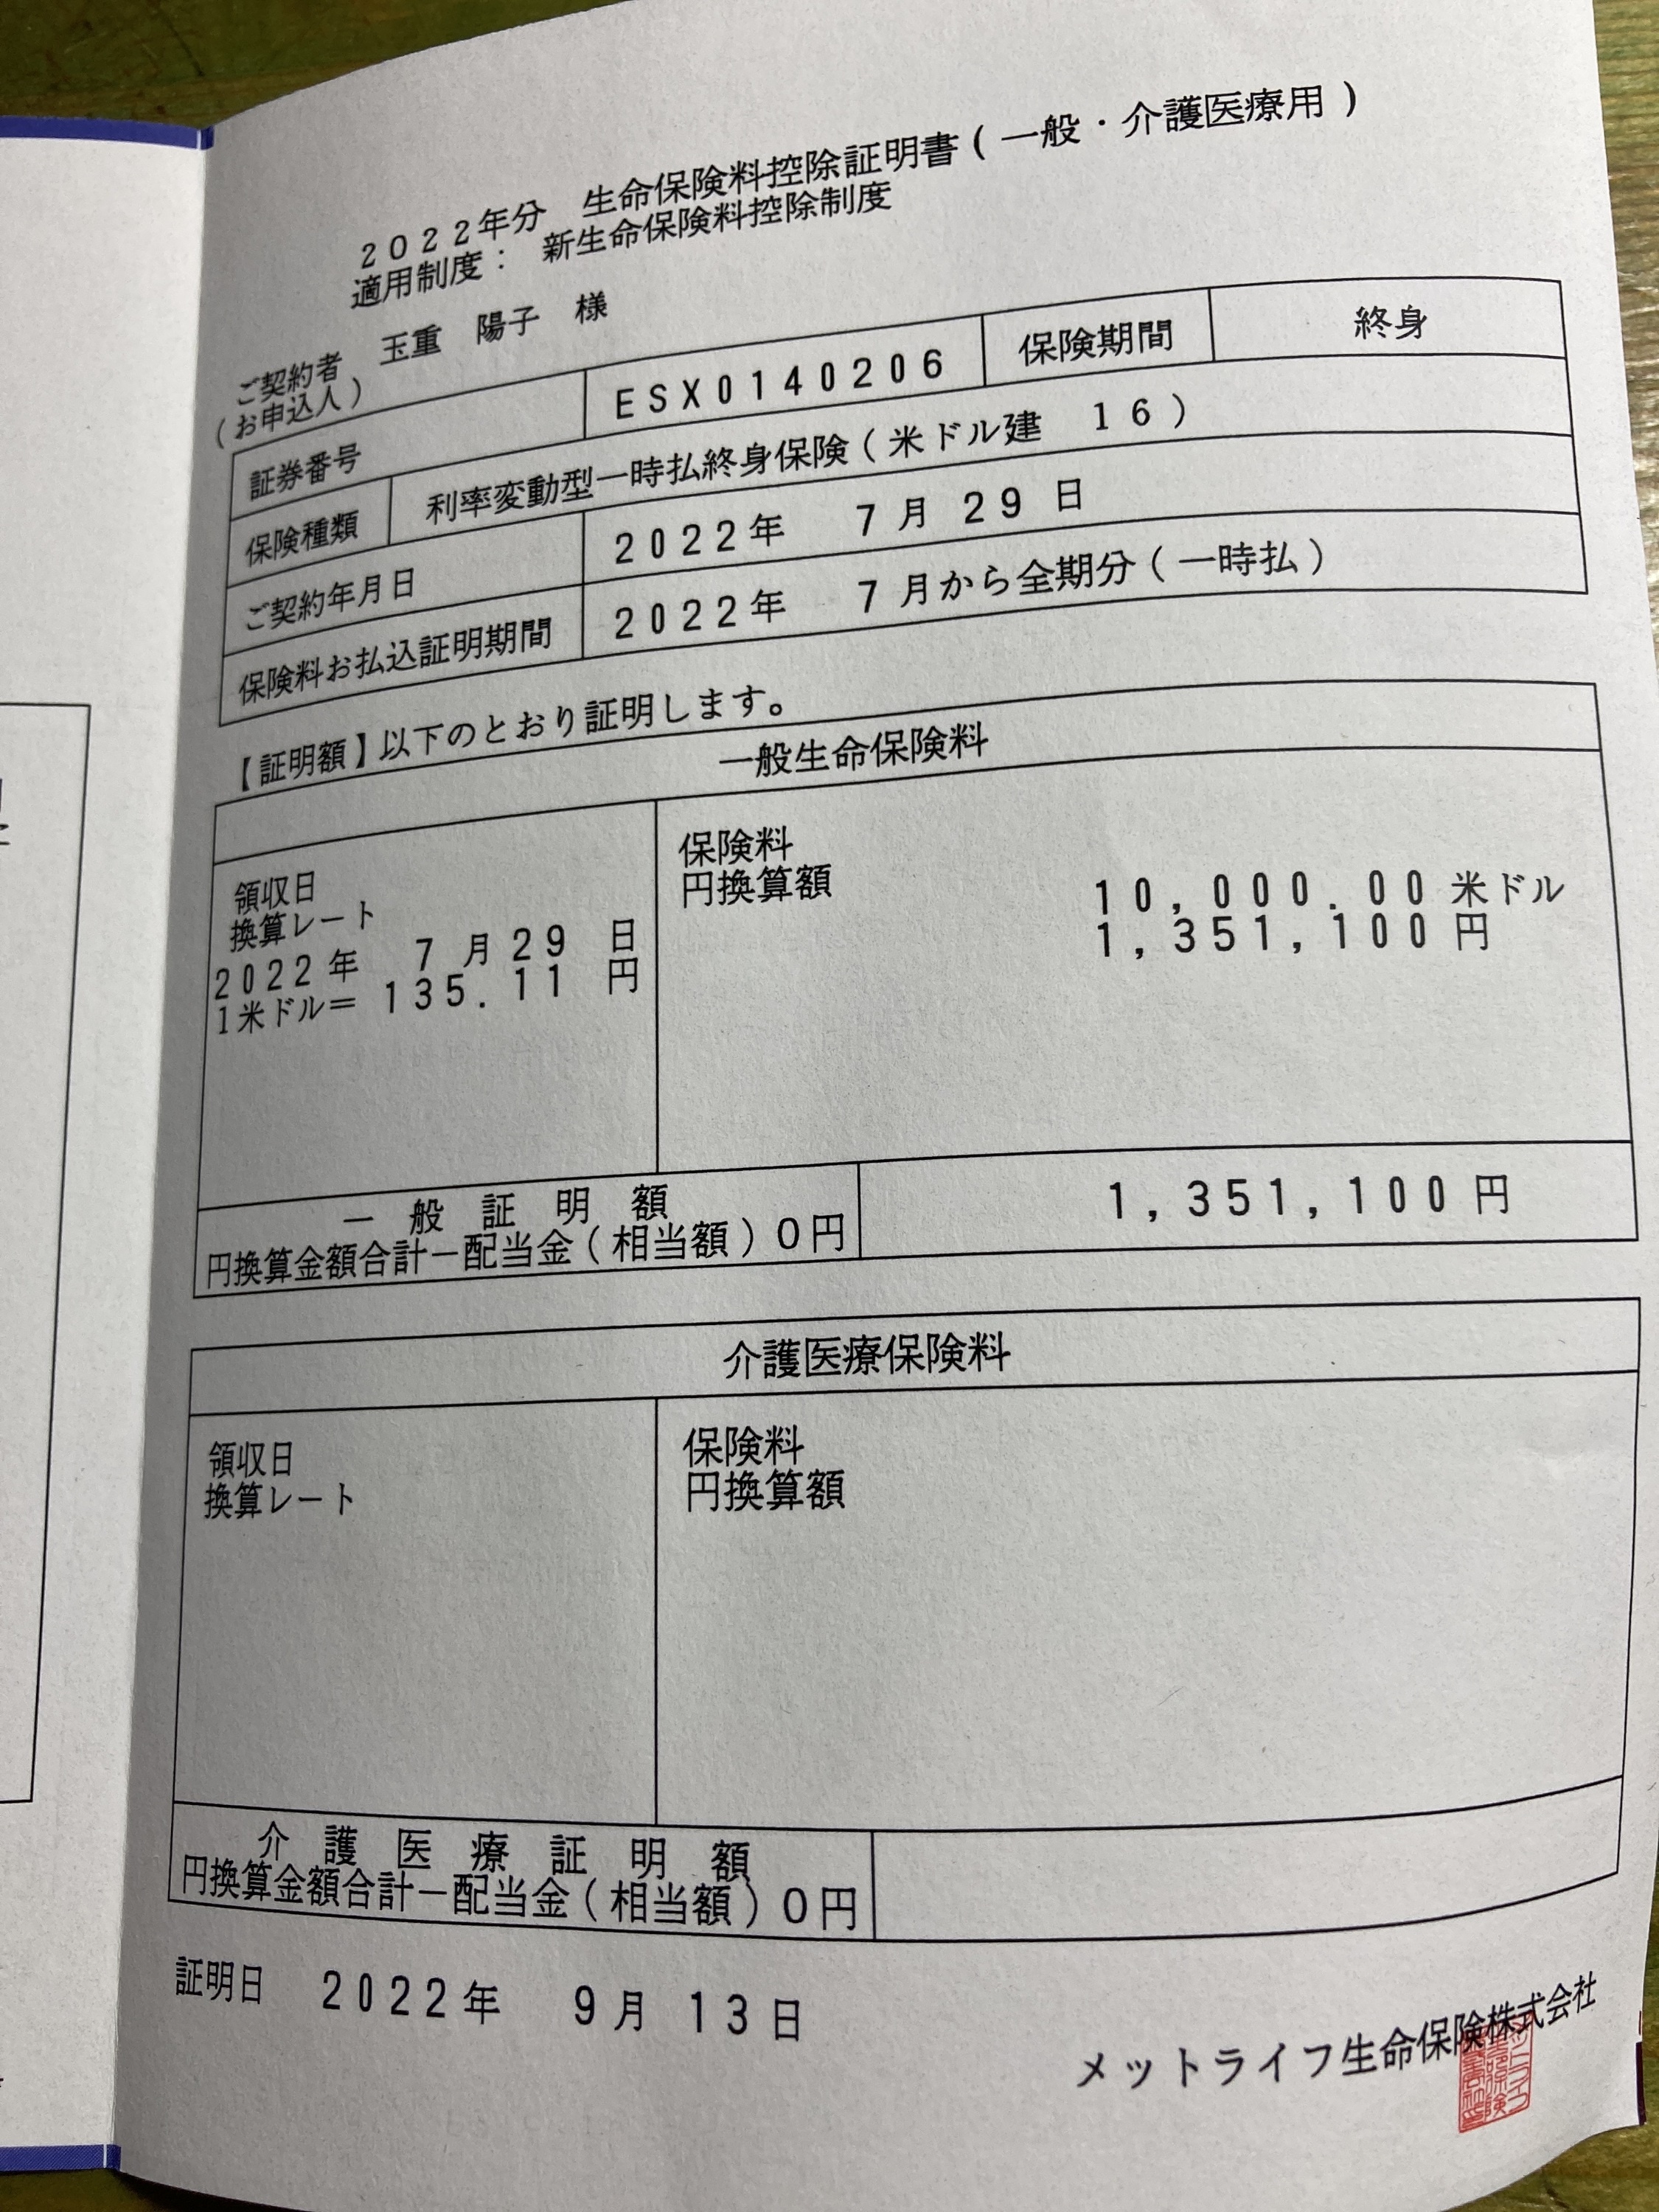 ２０２２年分　生命保険料控除証明書(一般・介護医療用)
適用制度：　新生命保険料控除制度
ご契約者　玉重　陽子　様
(お申込人)
証券番号　ESX0140206　保険期間　終身
保険種類　利率変動型一時払終身保険(米ドル建　１６)
ご契約年月日　2022年　7月29日
保険料お払込証明期間　2022年　7月から全期分(一時払)
【証明額】以下のとおり証明します。
一般生命保険料
領収日
換算レート
2022年　7月29日
1米ドル＝135.11円
保険料
円換算額
10,000.00米ドル
1,351,100円
一般証明額
円換算金額合計－配当金(相当額)０円
1,351,100円
介護医療保険料
領収日
換算レート
保険料
円換算額
介護医療証明額
円換算金額合計－配当金(相当額)０円
証明日　2022年　9月13日
メットライフ生命保険株式会社